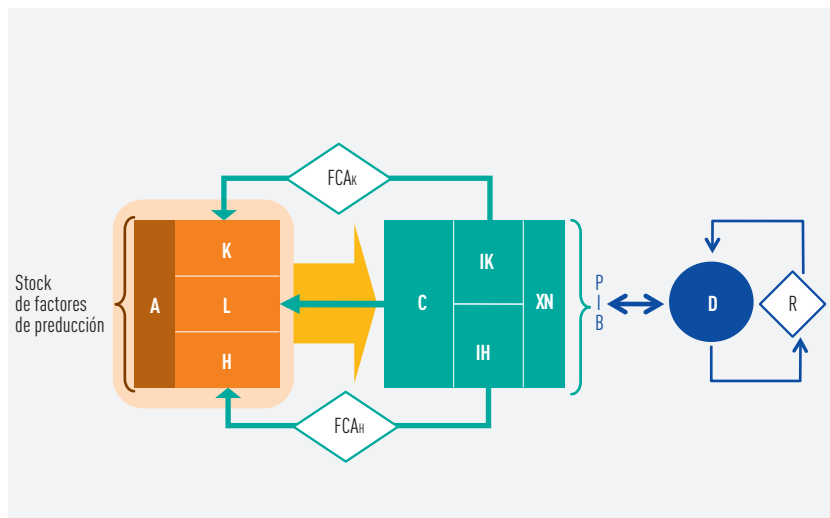 FCAK
Stock
de factores
de preducción
A
K
L
H
C
IK
IH
XN
P
I
B
D
R
FCAH